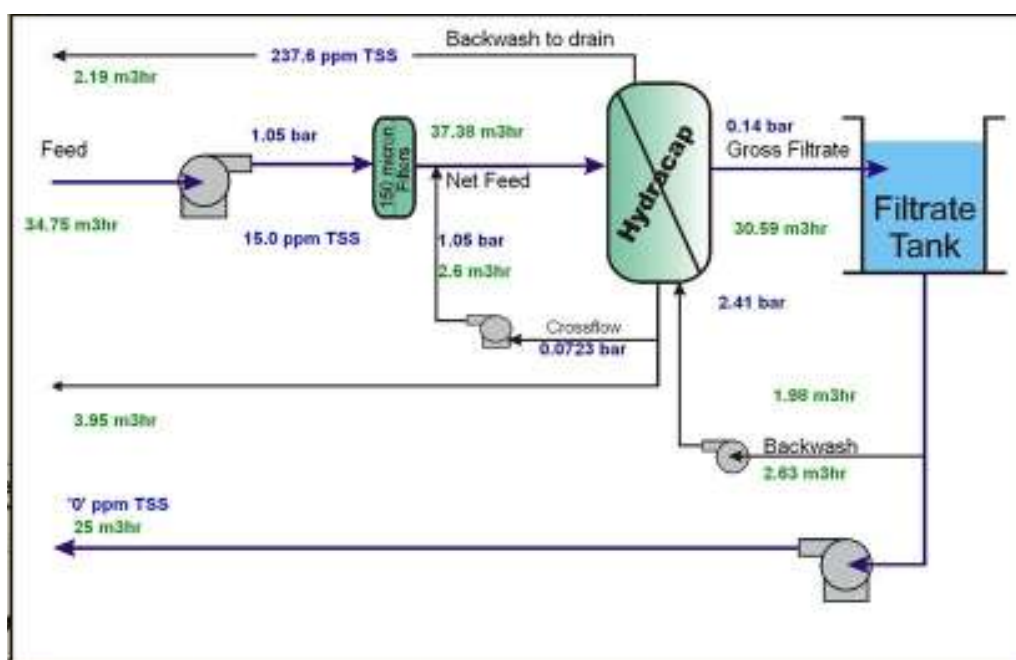 Backwash to drain
237.6 ppm TSS
2.19 m3hr
Feed
34.75 m3hr
1.05 bar
15.0 ppm TSS
150 micron
Filters
37.38 m3hr
Net Feed
1.05 bar
2.6 m3hr
Hydracap
0.14 bar
Gross Filtrate
30.59 m3hr
Filtrate
Tank
2.41 bar
Crossflow
0.0723 bar
3.95 m3hr
1.98 m3hr
Backwash
2.63 m3hr
'0' ppm TSS
25 m3hr